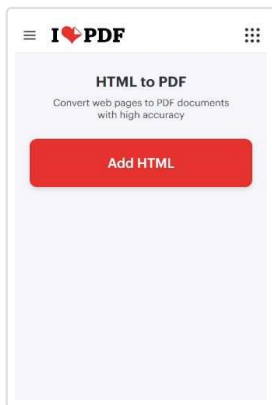 I PDF
HTML to PDF
Convert web pages to PDF documents
with high accuracy
Add HTML